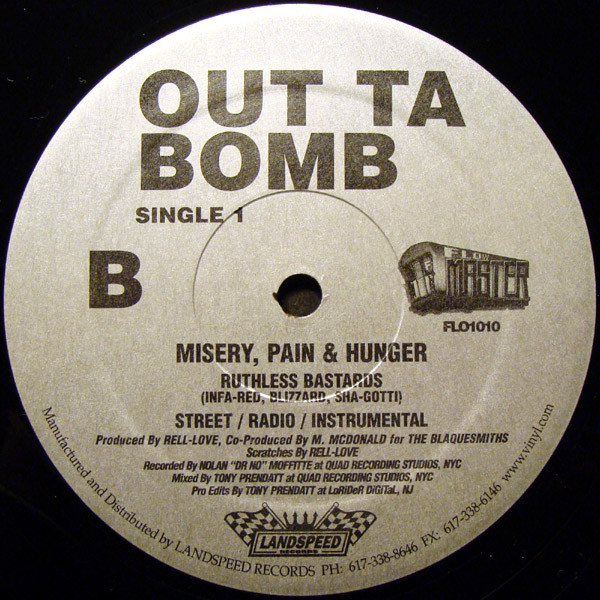 OUT TA
BOMB
SINGLE 1
B
FLOW
MASTER
FLO1010
MISERY, PAIN & HUNGER
RUTHLESS BASTARDS
(INFA-RED, BLIZZARD, SHA-GOTTI)
STREET / RADIO / INSTRUMENTAL
Produced By RELL-LOVE, Co-Produced By M. MCDONALD for THE BLAQUESMITHS
Scratches By RELL-LOVE
Recorded By NOLAN "DR NO" MOFFITTE at QUAD RECORDING STUDIOS, NYC
Mixed By TONY PRENDATT at QUAD RECORDING STUDIOS, NYC
Pro Edits By TONY PRENDATT at LoRiDeR DiGiTaL, NJ
LANDSPEED
RECORDS
Manufactured and Distributed by LANDSPEED RECORDS PH: 617-338-8646 FX: 617-338-6146 www.vinyl.com